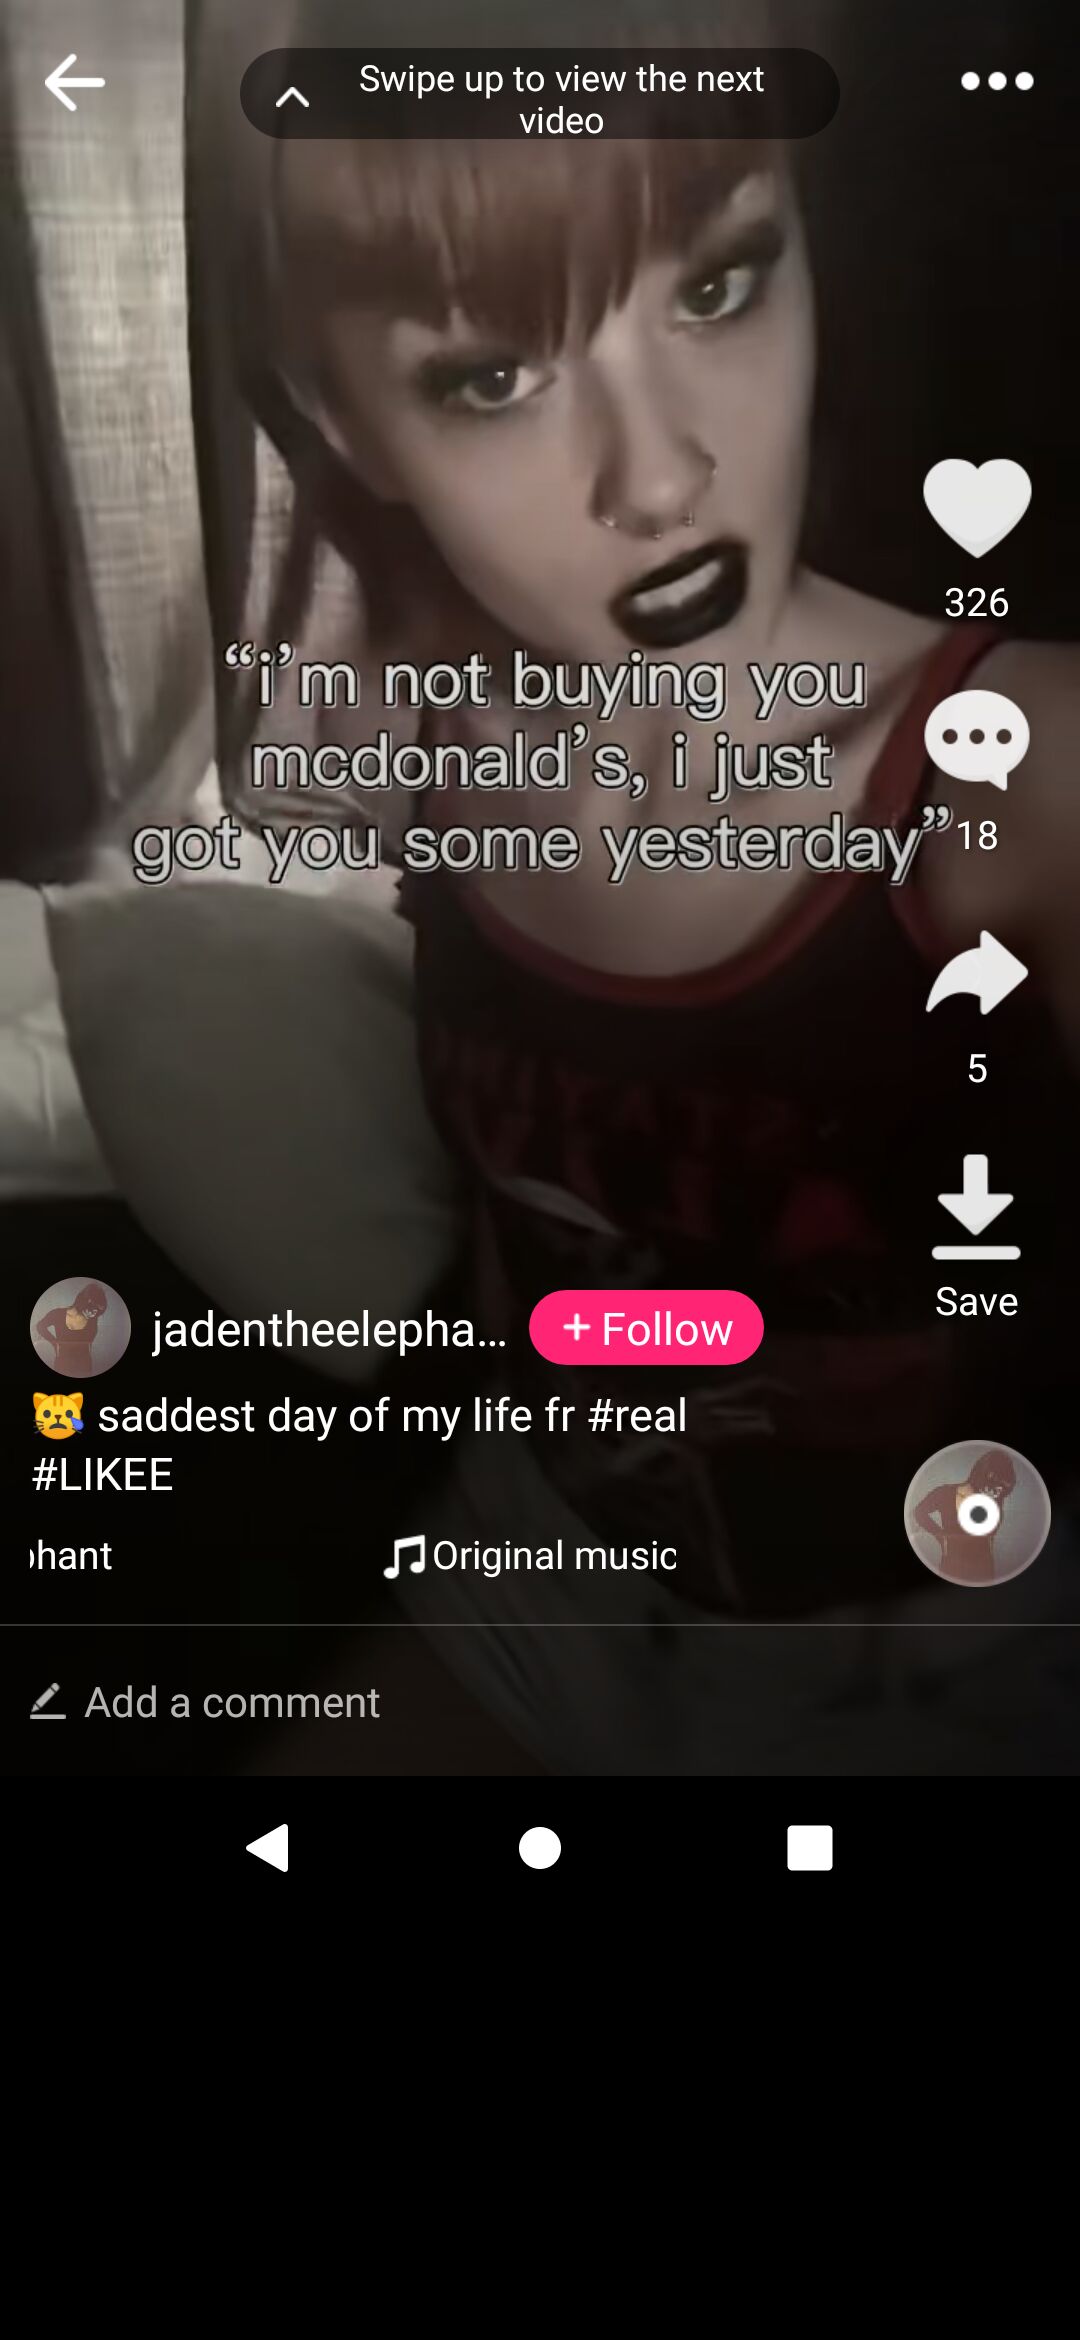 Swipe up to view the next
video
326
“i’m not buying you
mcdonald’s, i just
got you some yesterday”
18
5
Save
jadentheelepha...
+ Follow
😿 saddest day of my life fr #real
#LIKEE
hant
Original music
Add a comment